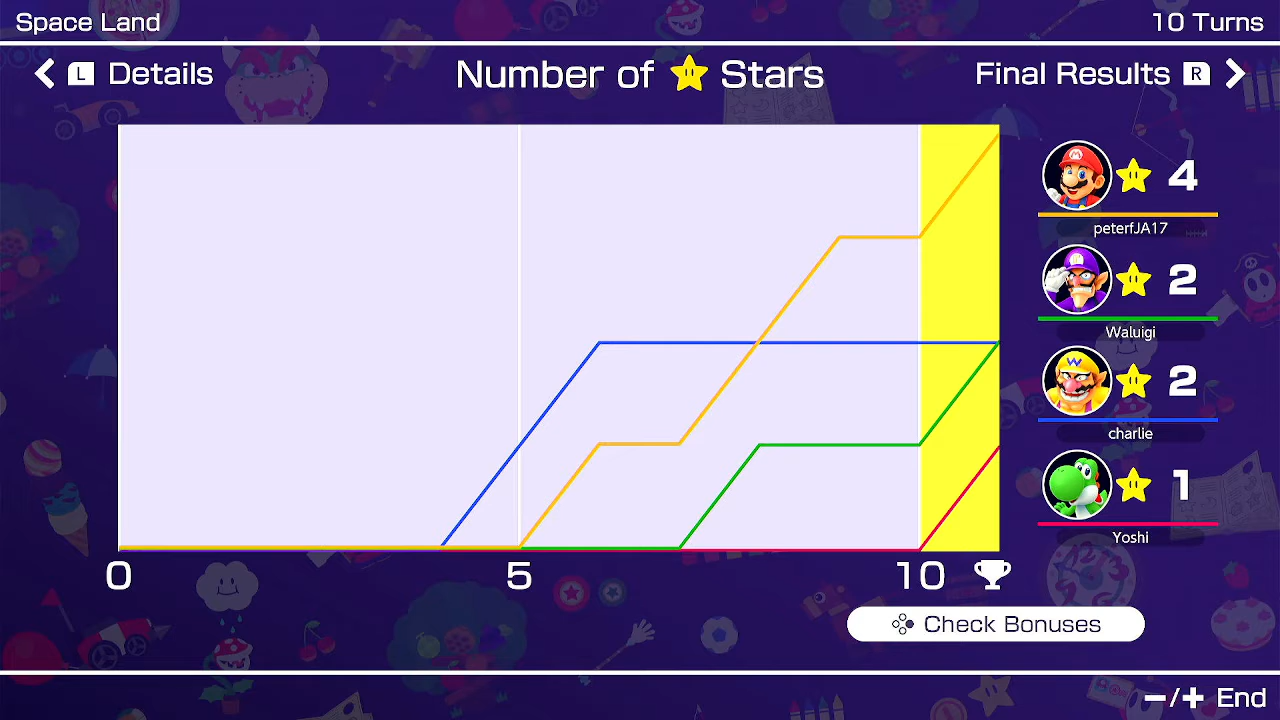 Space Land
10 Turns
L Details
Number of Stars
Final Results R
4
peterfJA17
2
Waluigi
2
charlie
1
Yoshi
0 5 10
Check Bonuses
−/+ End